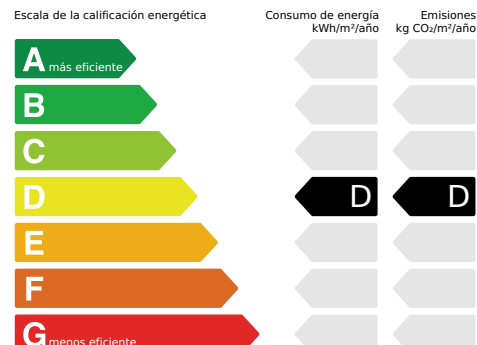 Escala de la calificación energética
Consumo de energía
kWh/m²/año
Emisiones
kg CO₂/m²/año
A más eficiente
B
C
D D D
E
F
G menos eficiente